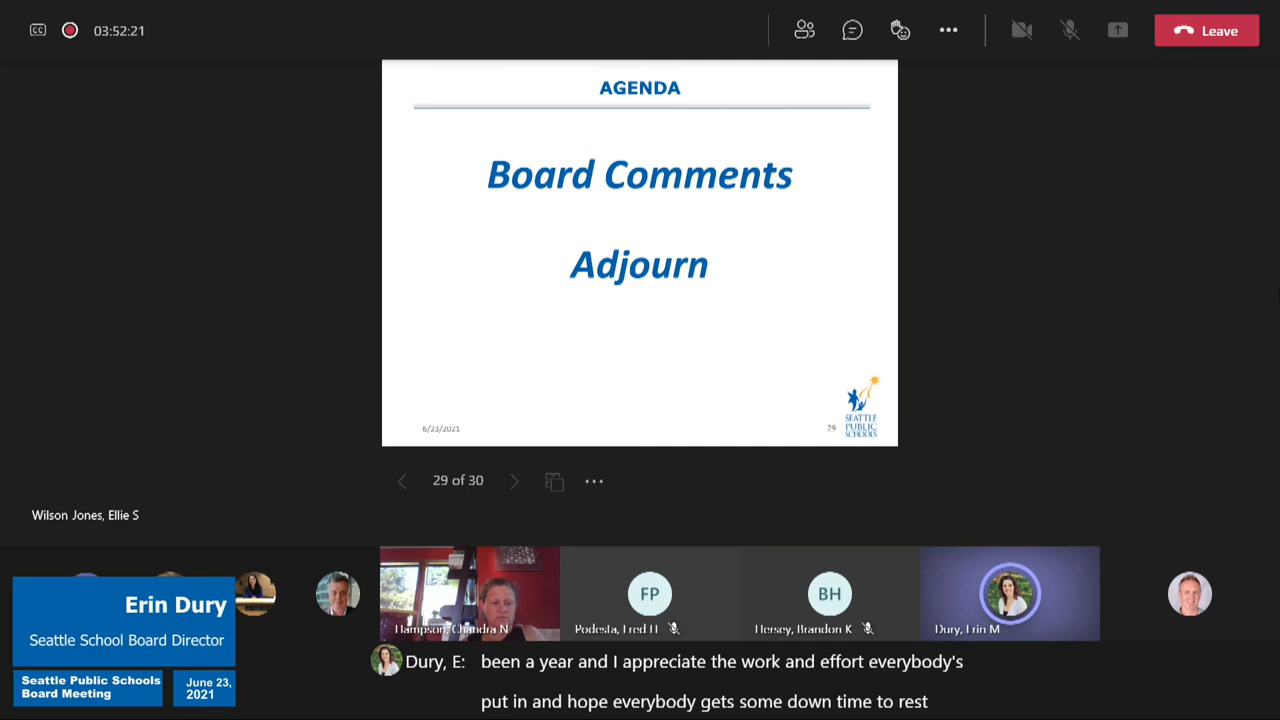 CC
03:52:21
Leave
AGENDA
Board Comments
Adjourn
6/23/2021
29
SEATTLE
PUBLIC
SCHOOLS
29 of 30
Wilson Jones, Ellie S
Erin Dury
Seattle School Board Director
Seattle Public Schools
Board Meeting
June 23,
2021
FP
BH
Hampson, Chandra N
Podesta, Fred H
Hersey, Brandon K
Dury, Erin M
Dury, E: been a year and I appreciate the work and effort everybody's
put in and hope everybody gets some down time to rest